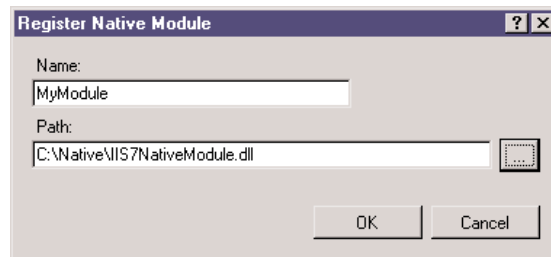 Register Native Module
Name:
MyModule
Path:
C:\Native\IIS7NativeModule.dll
...
OK Cancel